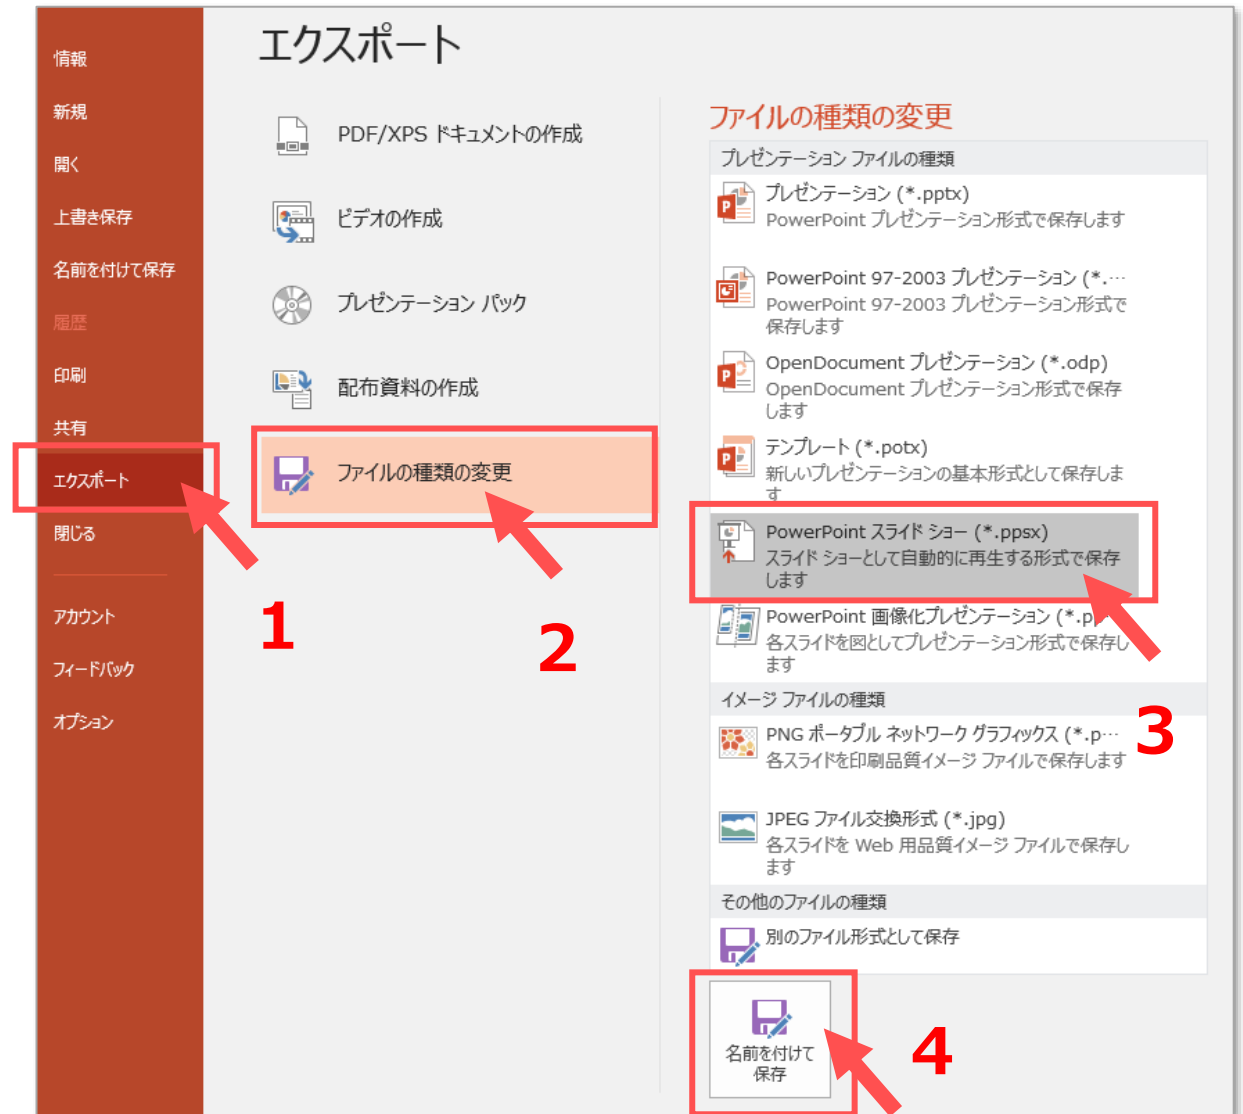 情報
新規
開く
上書き保存
名前を付けて保存
履歴
印刷
共有
エクスポート
閉じる
アカウント
フィードバック
オプション
エクスポート
PDF/XPS ドキュメントの作成
ビデオの作成
プレゼンテーション パック
配布資料の作成
ファイルの種類の変更
1
2
ファイルの種類の変更
プレゼンテーション ファイルの種類
プレゼンテーション (*.pptx)
PowerPoint プレゼンテーション形式で保存します
PowerPoint 97-2003 プレゼンテーション (*.…
PowerPoint 97-2003 プレゼンテーション形式で
保存します
OpenDocument プレゼンテーション (*.odp)
OpenDocument プレゼンテーション形式で保存
します
テンプレート (*.potx)
新しいプレゼンテーションの基本形式として保存しま
す
PowerPoint スライド ショー (*.ppsx)
スライド ショーとして自動的に再生する形式で保存
します
PowerPoint 画像化プレゼンテーション (*.pp
各スライドを図としてプレゼンテーション形式で保存し
ます
3
イメージ ファイルの種類
PNG ポータブル ネットワーク グラフィックス (*.p…
各スライドを印刷品質イメージ ファイルで保存します
JPEG ファイル交換形式 (*.jpg)
各スライドを Web 用品質イメージ ファイルで保存し
ます
その他のファイルの種類
別のファイル形式として保存
名前を付けて
保存
4